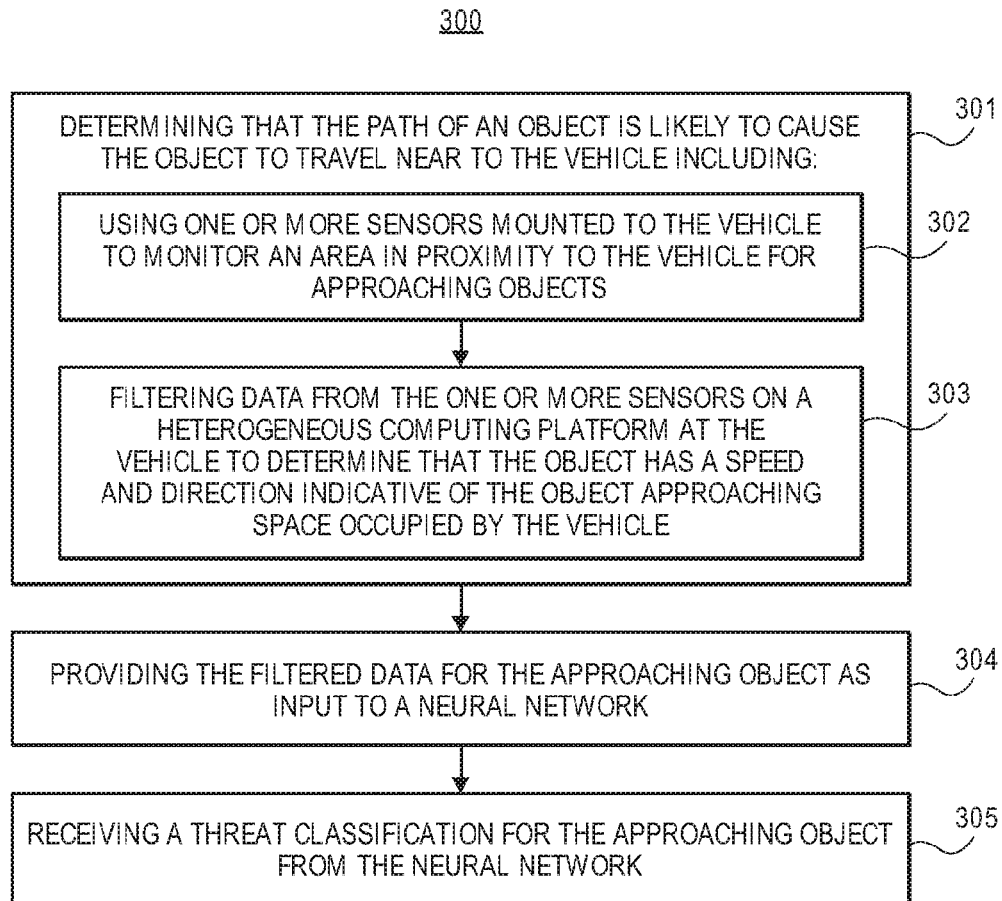 300
DETERMINING THAT THE PATH OF AN OBJECT IS LIKELY TO CAUSE
THE OBJECT TO TRAVEL NEAR TO THE VEHICLE INCLUDING:
301
USING ONE OR MORE SENSORS MOUNTED TO THE VEHICLE
TO MONITOR AN AREA IN PROXIMITY TO THE VEHICLE FOR
APPROACHING OBJECTS
302
FILTERING DATA FROM THE ONE OR MORE SENSORS ON A
HETEROGENEOUS COMPUTING PLATFORM AT THE
VEHICLE TO DETERMINE THAT THE OBJECT HAS A SPEED
AND DIRECTION INDICATIVE OF THE OBJECT APPROACHING
SPACE OCCUPIED BY THE VEHICLE
303
PROVIDING THE FILTERED DATA FOR THE APPROACHING OBJECT AS
INPUT TO A NEURAL NETWORK
304
RECEIVING A THREAT CLASSIFICATION FOR THE APPROACHING OBJECT
FROM THE NEURAL NETWORK
305